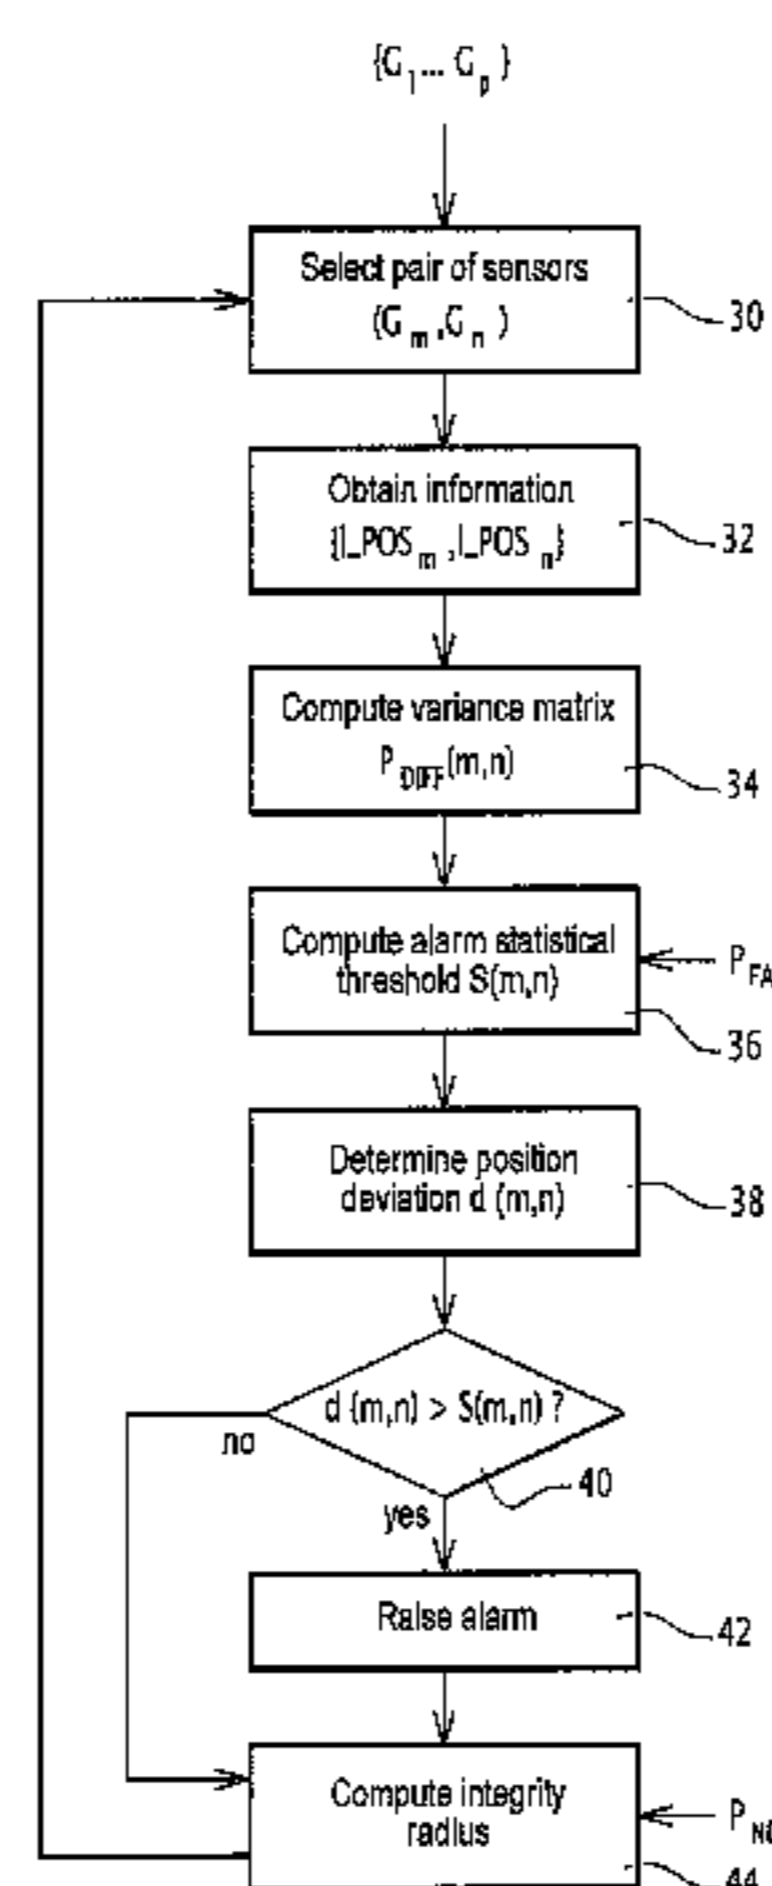 {G1... Gp}
Select pair of sensors
(Gm,Gn)
30
Obtain information
{I_POSm,I_POSn}
32
Compute variance matrix
PDIFF(m,n)
34
Compute alarm statistical
threshold S(m,n)
PFA
36
Determine position
deviation d (m,n)
38
d (m,n) > S(m,n) ?
no
40
yes
Raise alarm
42
Compute integrity
radius
44